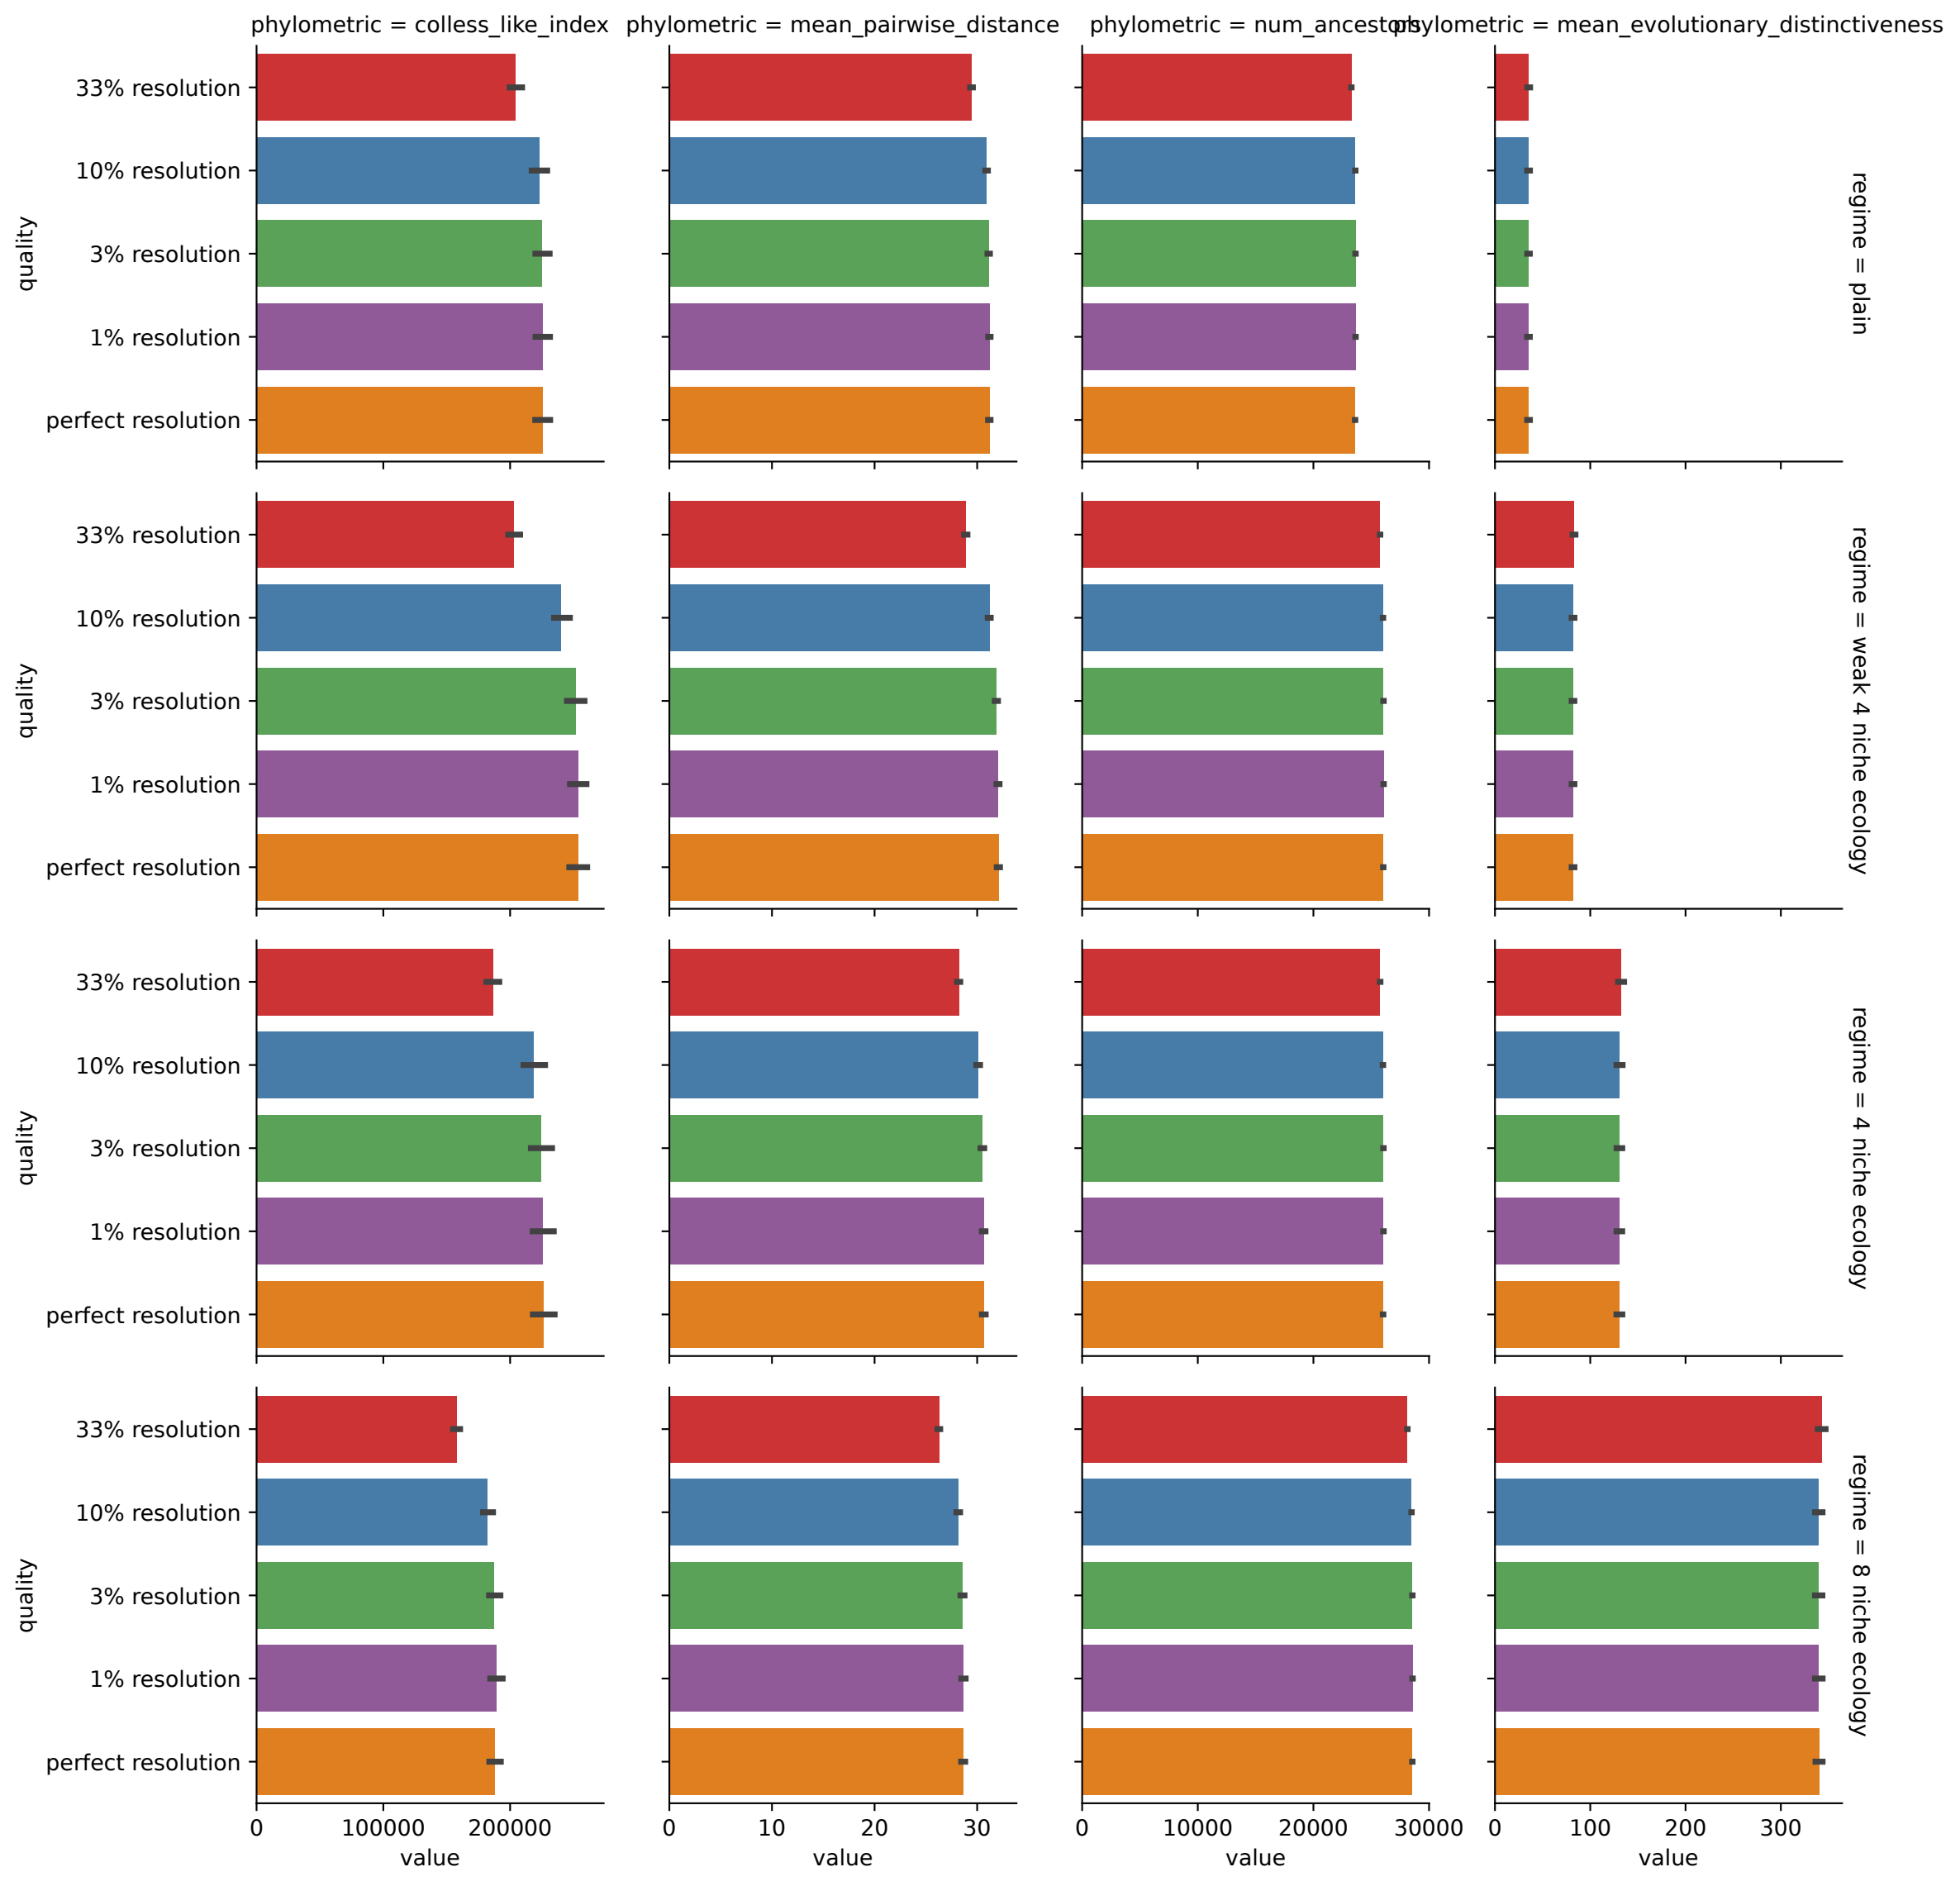 phylometric = colless_like_index
phylometric = mean_pairwise_distance
phylometric = num_ancestors
phylometric = mean_evolutionary_distinctiveness
quality
33% resolution
10% resolution
3% resolution
1% resolution
perfect resolution
regime = plain
quality
33% resolution
10% resolution
3% resolution
1% resolution
perfect resolution
regime = weak 4 niche ecology
quality
33% resolution
10% resolution
3% resolution
1% resolution
perfect resolution
regime = 4 niche ecology
quality
33% resolution
10% resolution
3% resolution
1% resolution
perfect resolution
regime = 8 niche ecology
0 100000 200000
0 10 20 30
0 10000 20000 30000
0 100 200 300
value
value
value
value